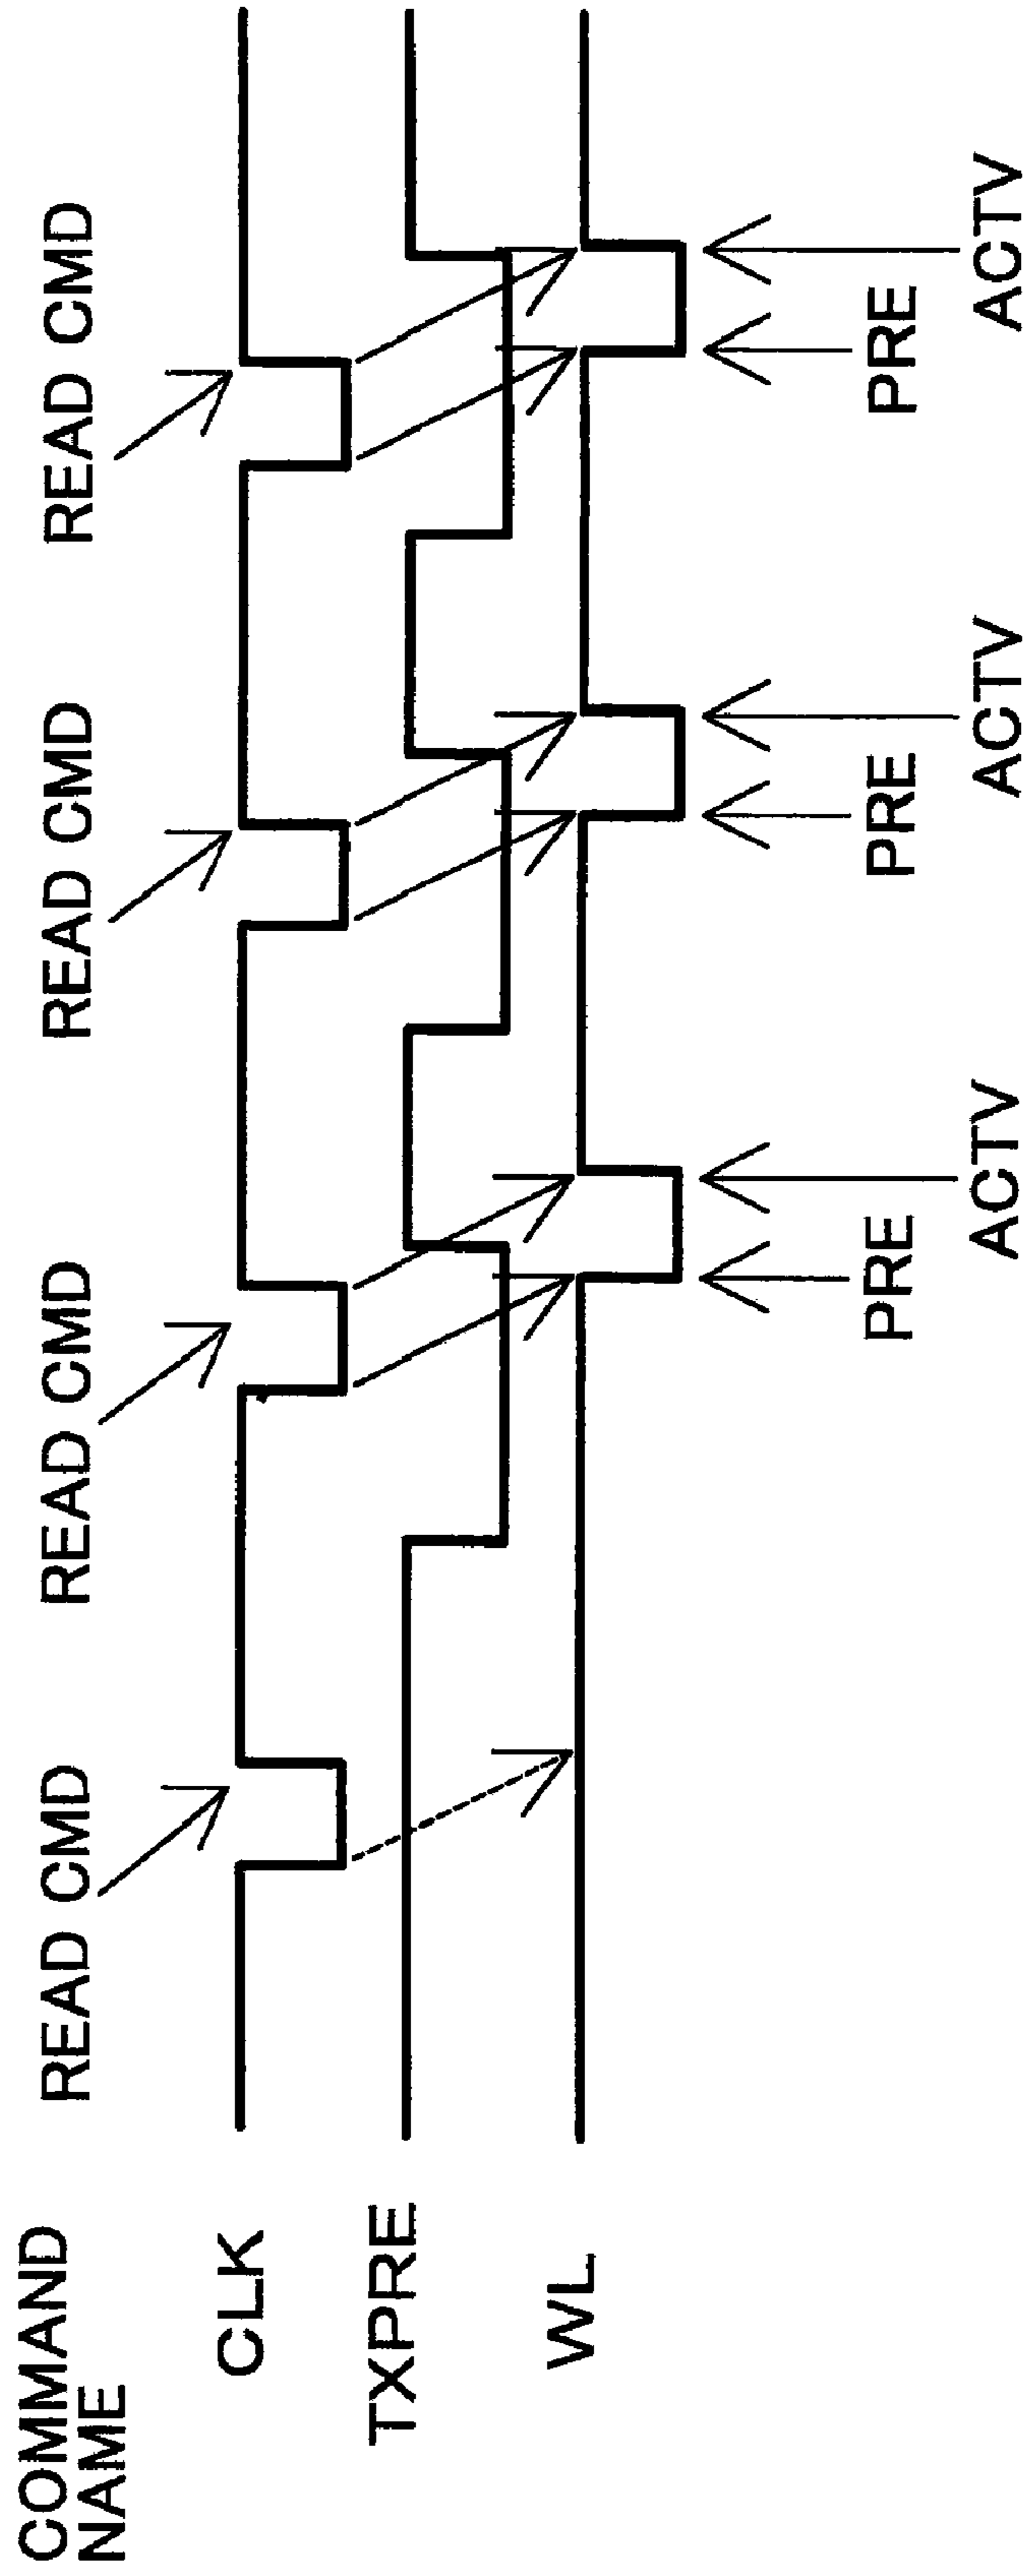 COMMAND
NAME
READ CMD
READ CMD
READ CMD
READ CMD
CLK
TXPRE
WL
PRE
PRE
PRE
ACTV
ACTV
ACTV